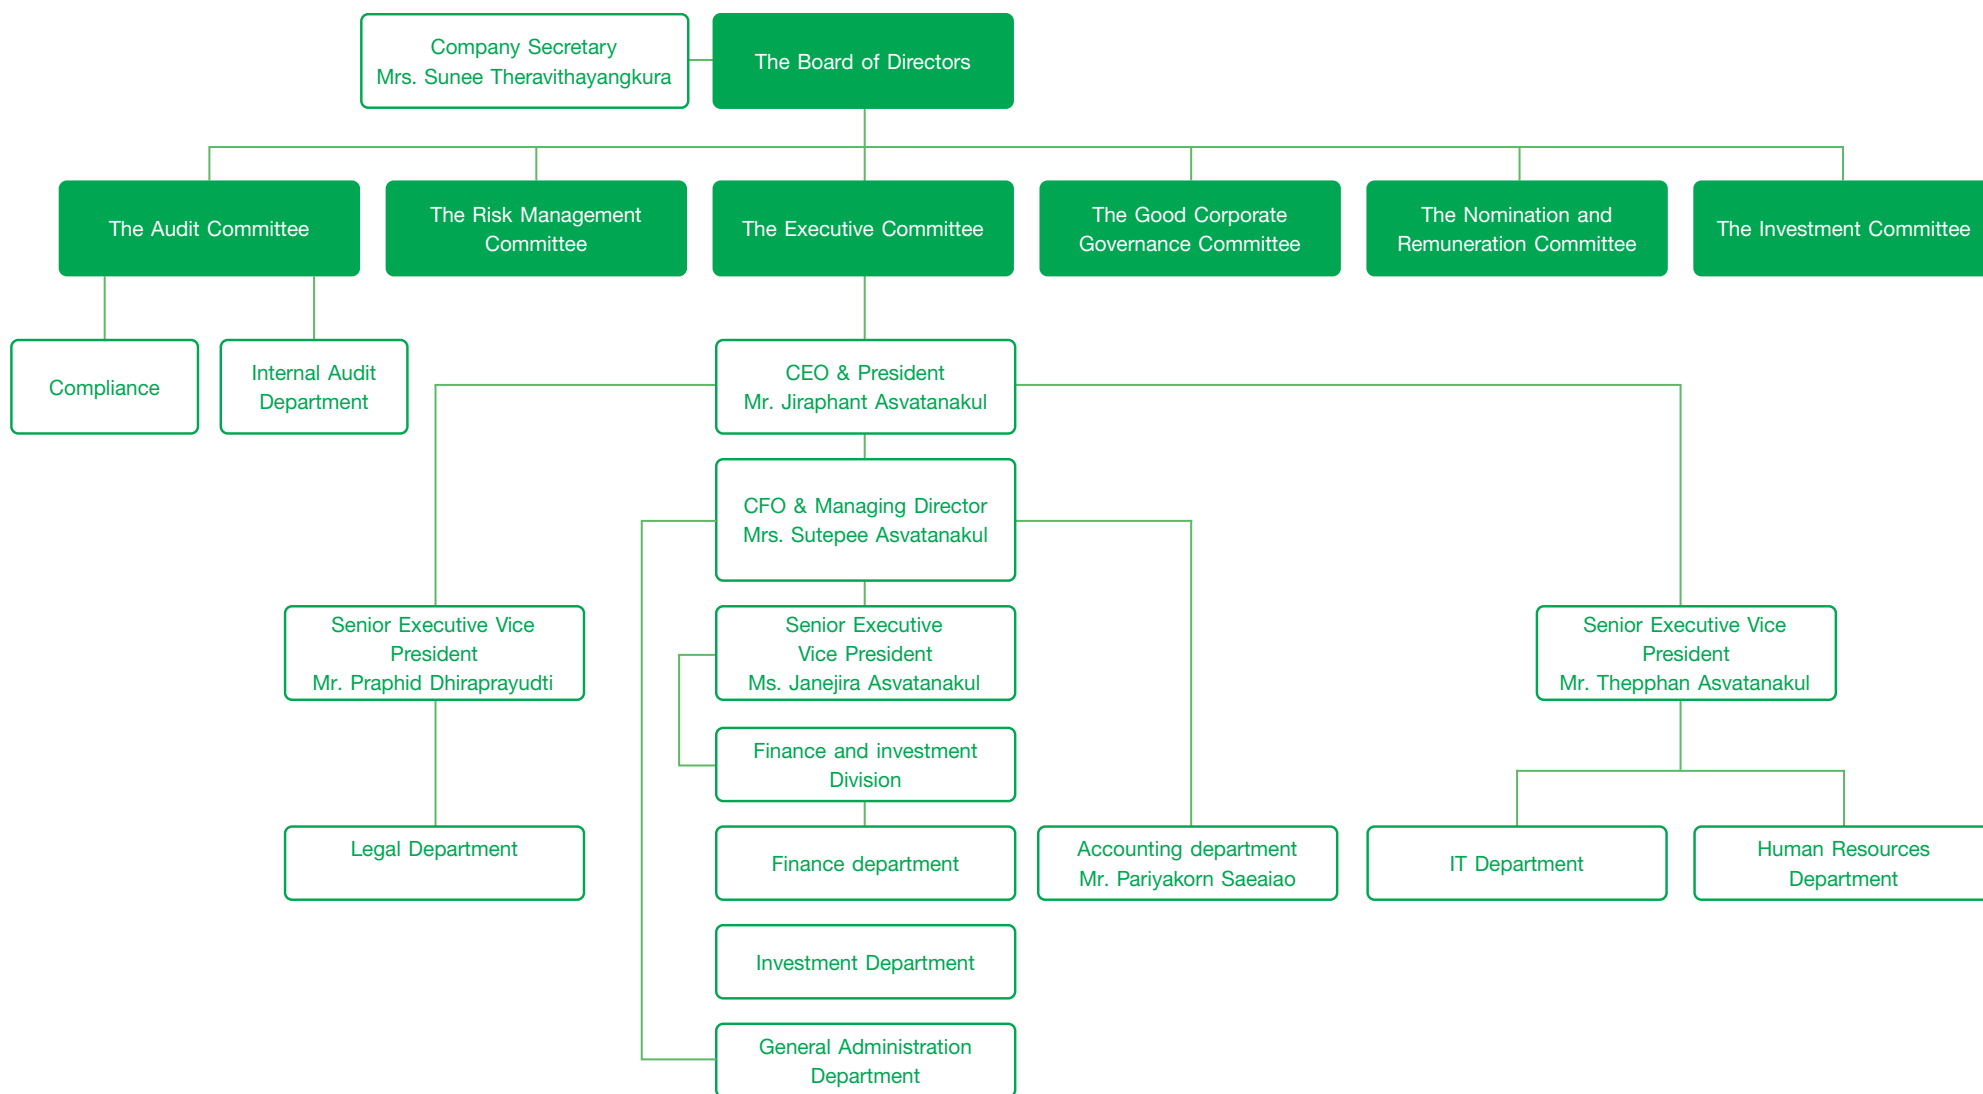 Company Secretary
Mrs. Sunee Theravithayangkura
The Board of Directors
The Audit Committee
The Risk Management
Committee
The Executive Committee
The Good Corporate
Governance Committee
The Nomination and
Remuneration Committee
The Investment Committee
Compliance
Internal Audit
Department
CEO & President
Mr. Jiraphant Asvatanakul
CFO & Managing Director
Mrs. Sutepee Asvatanakul
Senior Executive Vice
President
Mr. Praphid Dhiraprayudti
Senior Executive
Vice President
Ms. Janejira Asvatanakul
Senior Executive Vice
President
Mr. Thepphan Asvatanakul
Finance and investment
Division
Legal Department
Finance department
Accounting department
Mr. Pariyakorn Saeaiao
IT Department
Human Resources
Department
Investment Department
General Administration
Department